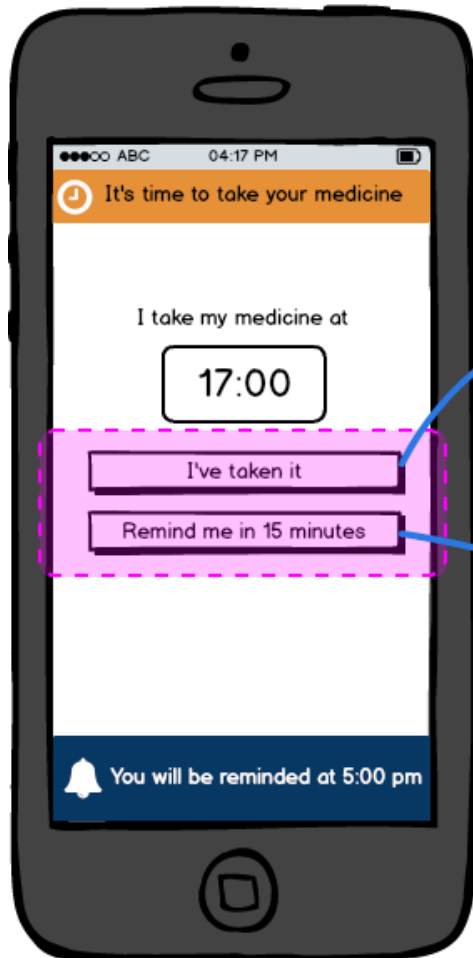 ABC 04:17 PM
It's time to take your medicine
I take my medicine at
17:00
I've taken it
Remind me in 15 minutes
You will be reminded at 5:00 pm